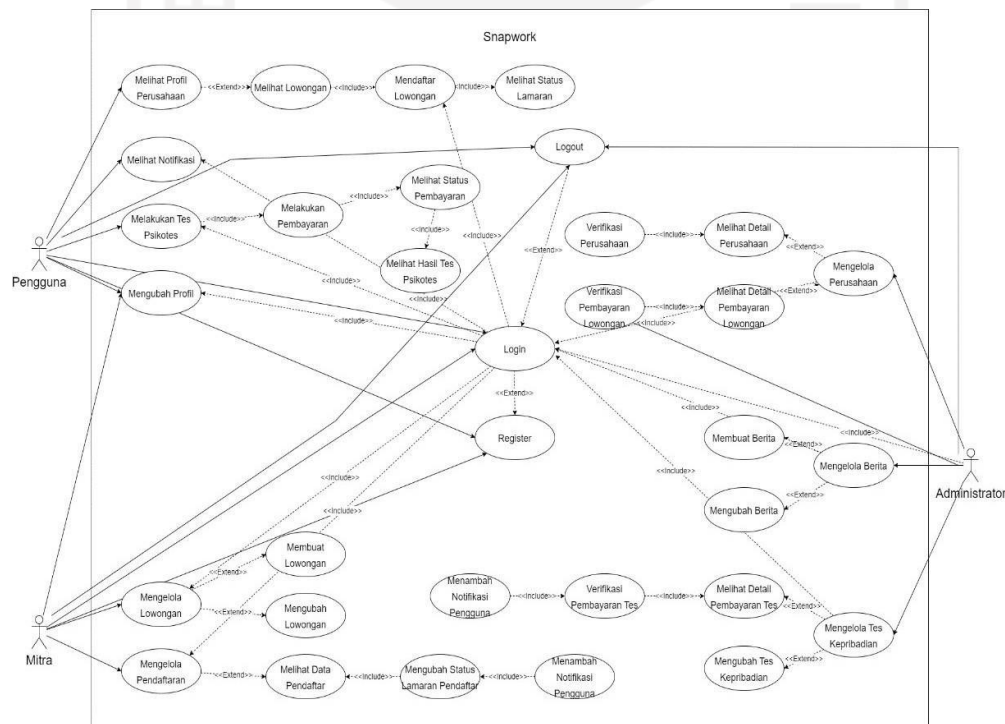 Snapwork
Melihat Profil
Perusahaan
<<Extend>>
Melihat Lowongan
<<Include>>
Mendaftar
Lowongan
<<Include>>
Melihat Status
Lamaran
Melihat Notifikasi
Logout
Melakukan Tes
Psikotes
<<Include>>
Melakukan
Pembayaran
<<Include>>
Melihat Status
Pembayaran
<<Include>>
<<Include>>
Melihat Hasil Tes
Psikotes
<<Include>>
Verifikasi
Perusahaan
<<Include>>
Melihat Detail
Perusahaan
<<Extend>>
Mengelola
Perusahaan
<<Extend>>
Pengguna
Mengubah Profil
<<Include>>
<<Include>>
Verifikasi
Pembayaran
Lowongan
<<Include>>
<<Include>>
Melihat Detail
Pembayaran
Lowongan
<<Extend>>
Login
<<Extend>>
Register
<<Include>>
<<Include>>
Membuat Berita
<<Extend>>
Mengelola Berita
<<Extend>>
Mengubah Berita
<<Include>>
Administrator
<<Include>>
<<Include>>
Membuat
Lowongan
<<Extend>>
Mengelola
Lowongan
<<Extend>>
Mengubah
Lowongan
Mitra
Mengelola
Pendaftaran
<<Extend>>
Melihat Data
Pendaftar
<<Include>>
Mengubah Status
Lamaran Pendaftar
<<Include>>
Menambah
Notifikasi
Pengguna
Menambah
Notifikasi
Pengguna
<<Include>>
Verifikasi
Pembayaran Tes
<<Include>>
Melihat Detail
Pembayaran Tes
<<Extend>>
Mengelola Tes
Kepribadian
<<Extend>>
Mengubah Tes
Kepribadian